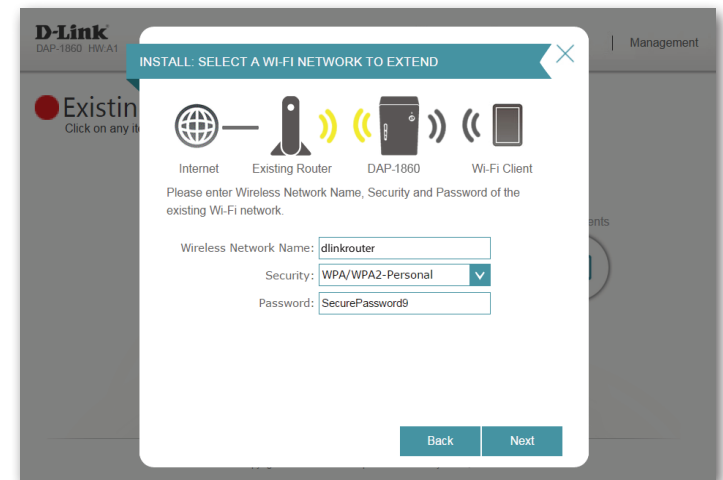 D-Link
DAP-1860 HW:A1
Management
INSTALL: SELECT A WI-FI NETWORK TO EXTEND
Existin
Click on any it
Internet Existing Router DAP-1860 Wi-Fi Client
Please enter Wireless Network Name, Security and Password of the
existing Wi-Fi network.
ents
Wireless Network Name: dlinkrouter
Security: WPA/WPA2-Personal
Password: SecurePassword9
Back Next